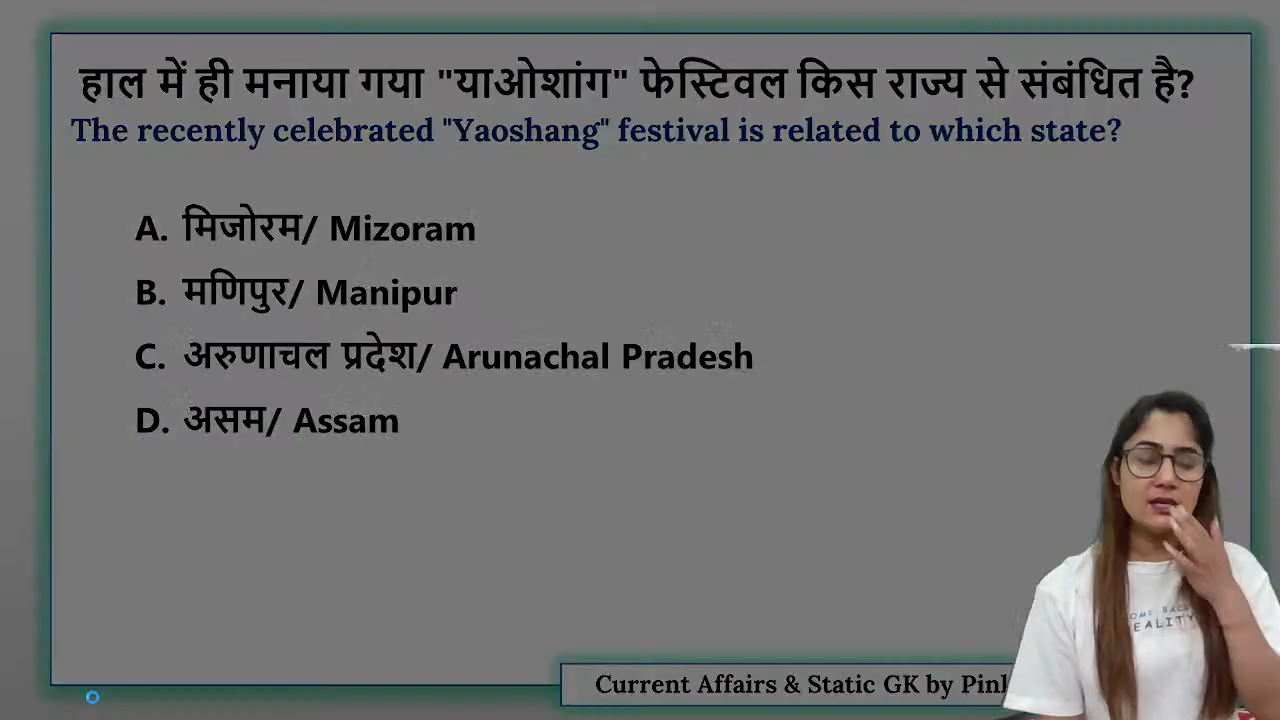 हाल में ही मनाया गया "याओशांग" फेस्टिवल किस राज्य से संबंधित है?
The recently celebrated "Yaoshang" festival is related to which state?
A. मिजोरम/ Mizoram
B. मणिपुर/ Manipur
C. अरुणाचल प्रदेश/ Arunachal Pradesh
D. असम/ Assam
Current Affairs & Static GK by